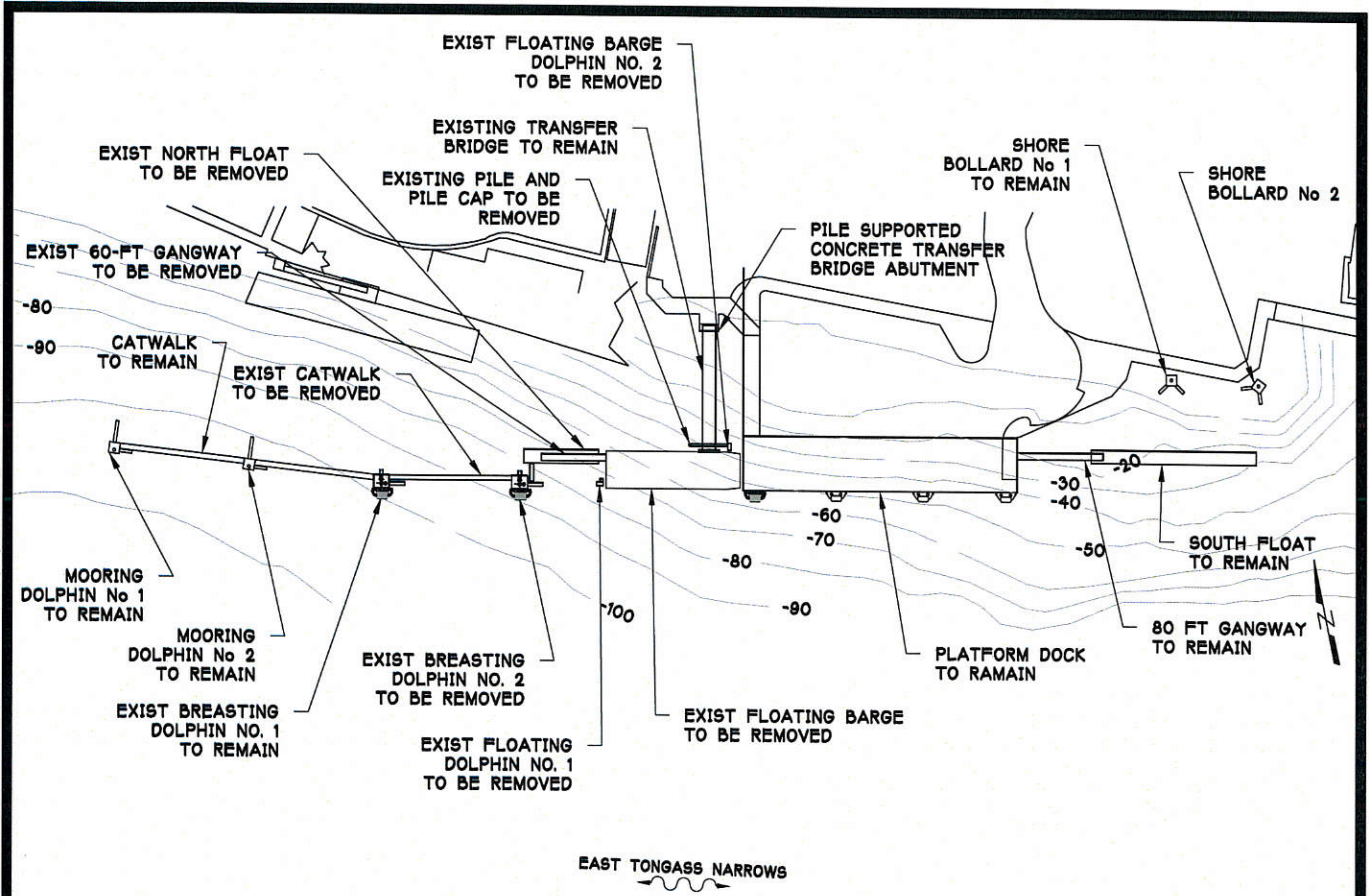 EXIST FLOATING BARGE
DOLPHIN NO. 2
TO BE REMOVED
EXISTING TRANSFER
BRIDGE TO REMAIN
EXIST NORTH FLOAT
TO BE REMOVED
EXISTING PILE AND
PILE CAP TO BE
REMOVED
SHORE
BOLLARD No 1
TO REMAIN
SHORE
BOLLARD No 2
PILE SUPPORTED
CONCRETE TRANSFER
BRIDGE ABUTMENT
EXIST 60-FT GANGWAY
TO BE REMOVED
-80
-90
CATWALK
TO REMAIN
EXIST CATWALK
TO BE REMOVED
-20
-30
-40
-50
-60
-70
-80
-90
-100
MOORING
DOLPHIN No 1
TO REMAIN
MOORING
DOLPHIN No 2
TO REMAIN
EXIST BREASTING
DOLPHIN NO. 1
TO REMAIN
EXIST BREASTING
DOLPHIN NO. 2
TO BE REMOVED
EXIST FLOATING
DOLPHIN NO. 1
TO BE REMOVED
EXIST FLOATING BARGE
TO BE REMOVED
PLATFORM DOCK
TO RAMAIN
SOUTH FLOAT
TO REMAIN
80 FT GANGWAY
TO REMAIN
N
EAST TONGASS NARROWS